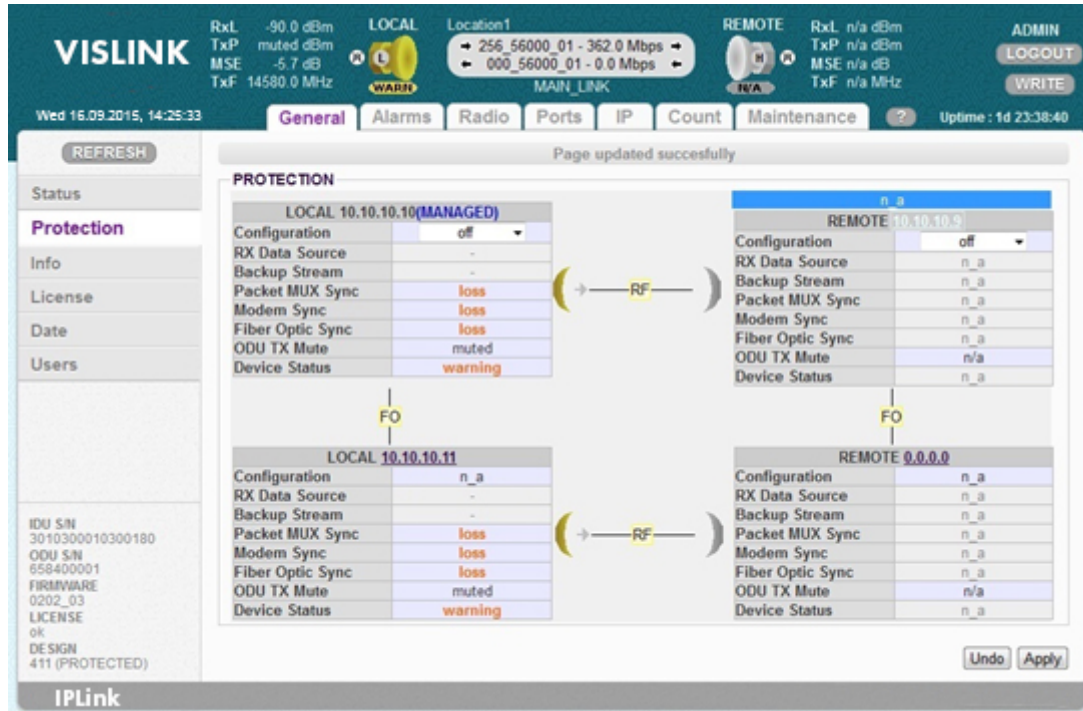 VISLINK
RxL -90.0 dBm
TxP muted dBm
MSE -5.7 dB
TxF 14580.0 MHz
LOCAL
L
WARN
Location1
256_56000_01 - 362.0 Mbps
000_56000_01 - 0.0 Mbps
MAIN_LINK
REMOTE
H
N/A
RxL n/a dBm
TxP n/a dBm
MSE n/a dB
TxF n/a MHz
ADMIN
LOGOUT
WRITE
Wed 16.09.2015, 14:25:33
General Alarms Radio Ports IP Count Maintenance ? Uptime : 1d 23:38:40
REFRESH
Status
Protection
Info
License
Date
Users
IDU S/N
3010300010300180
ODU S/N
658400001
FIRMWARE
0202_03
LICENSE
ok
DESIGN
411 (PROTECTED)
Page updated succesfully
PROTECTION
LOCAL 10.10.10.10(MANAGED)
Configuration off
RX Data Source -
Backup Stream -
Packet MUX Sync loss
Modem Sync loss
Fiber Optic Sync loss
ODU TX Mute muted
Device Status warning
RF
n_a
REMOTE 10.10.10.9
Configuration off
RX Data Source n_a
Backup Stream n_a
Packet MUX Sync n_a
Modem Sync n_a
Fiber Optic Sync n_a
ODU TX Mute n/a
Device Status n_a
FO
FO
LOCAL 10.10.10.11
Configuration n_a
RX Data Source -
Backup Stream -
Packet MUX Sync loss
Modem Sync loss
Fiber Optic Sync loss
ODU TX Mute muted
Device Status warning
RF
REMOTE 0.0.0.0
Configuration n_a
RX Data Source n_a
Backup Stream n_a
Packet MUX Sync n_a
Modem Sync n_a
Fiber Optic Sync n_a
ODU TX Mute n/a
Device Status n_a
Undo Apply
IPLink